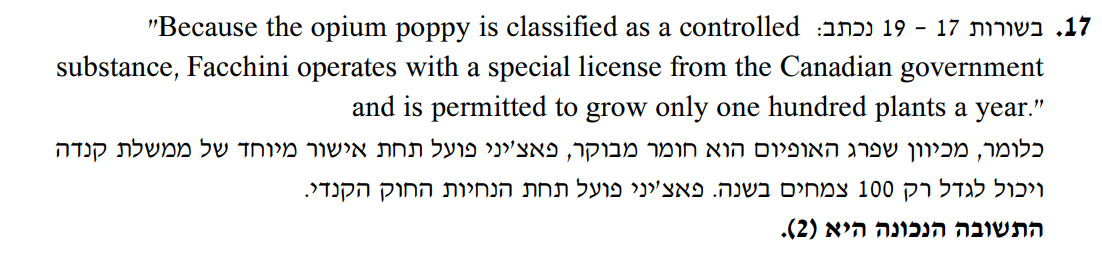 17. בשורות 17 – 19 נכתב: "Because the opium poppy is classified as a controlled
substance, Facchini operates with a special license from the Canadian government
and is permitted to grow only one hundred plants a year."
כלומר, מכיוון שפרג האופיום הוא חומר מבוקר, פאצ'יני פועל תחת אישור מיוחד של ממשלת קנדה
ויכול לגדל רק 100 צמחים בשנה. פאצ'יני פועל תחת הנחיות החוק הקנדי.
התשובה הנכונה היא (2).